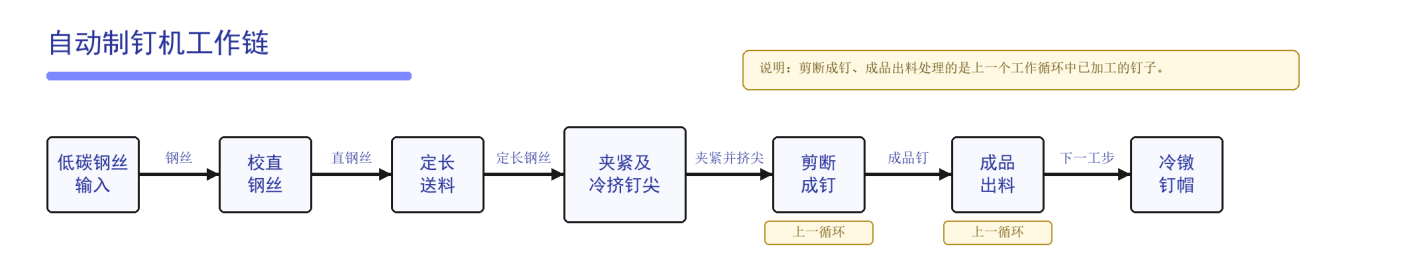 自动制钉机工作链
说明：剪断成钉、成品出料处理的是上一个工作循环中已加工的钉子。
低碳钢丝
输入
钢丝
校直
钢丝
直钢丝
定长
送料
定长钢丝
夹紧及
冷挤钉尖
夹紧并挤尖
剪断
成钉
上一循环
成品钉
成品
出料
上一循环
下一工步
冷镦
钉帽